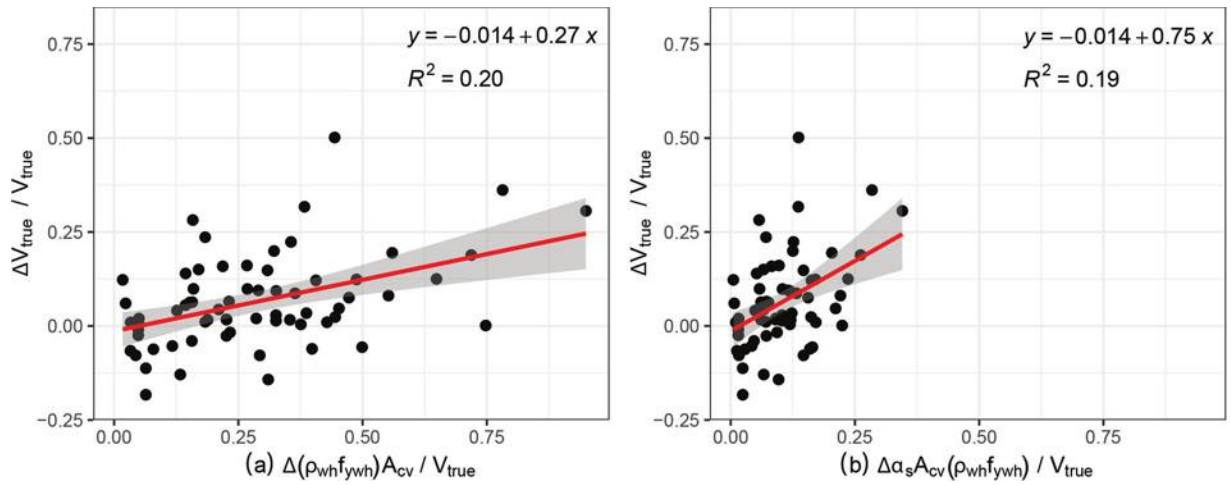 y = −0.014 + 0.27 x
R² = 0.20
ΔV_true / V_true
0.75
0.50
0.25
0.00
−0.25
0.00 0.25 0.50 0.75
(a) Δ(ρ_wh f_ywh) A_cv / V_true
y = −0.014 + 0.75 x
R² = 0.19
ΔV_true / V_true
0.75
0.50
0.25
0.00
−0.25
0.00 0.25 0.50 0.75
(b) Δα_s A_cv (ρ_wh f_ywh) / V_true